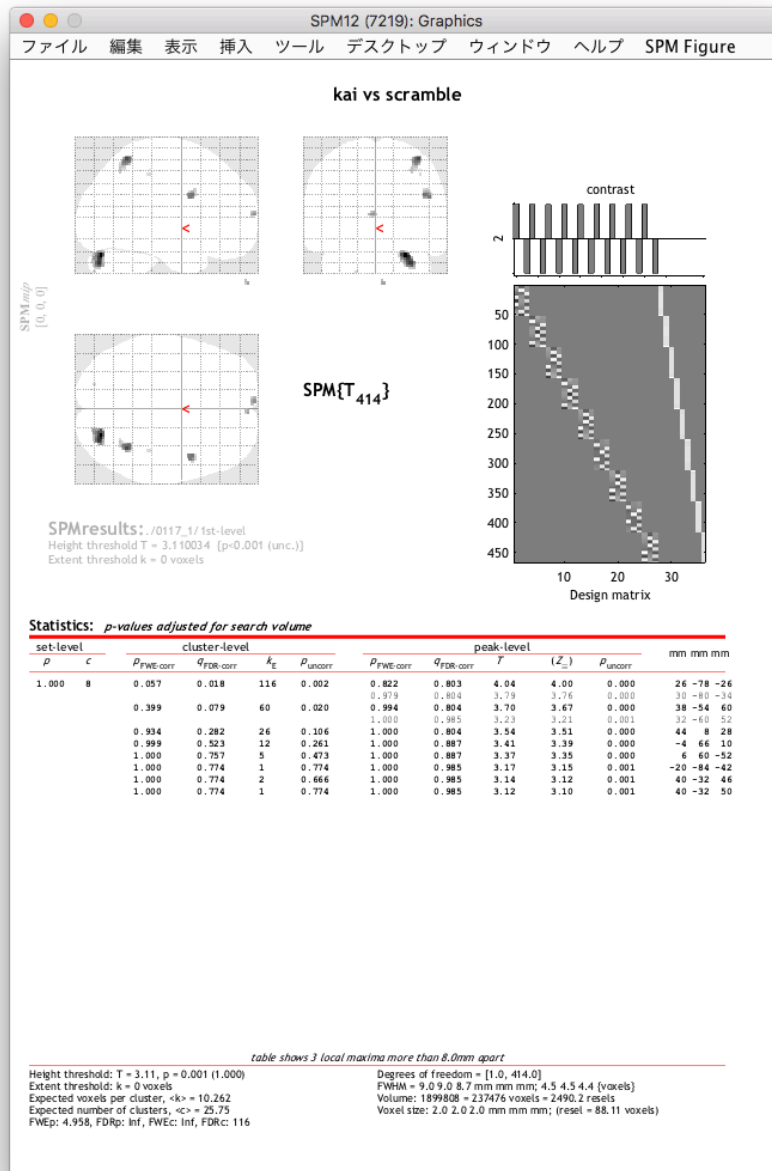 SPM12 (7219): Graphics
ファイル 編集 表示 挿入 ツール デスクトップ ウィンドウ ヘルプ SPM Figure
kai vs scramble
contrast
2
SPMmip
[0, 0, 0]
<
<
<
SPM{T414}
50
100
150
200
250
300
350
400
450
10 20 30
Design matrix
SPMresults: ./0117_1/1st-level
Height threshold T = 3.110034 {p<0.001 (unc.)}
Extent threshold k = 0 voxels
Statistics: p-values adjusted for search volume
set-level cluster-level peak-level mm mm mm
p c pFWE-corr qFDR-corr kE puncorr pFWE-corr qFDR-corr T (Z≡) puncorr
1.000 8 0.057 0.018 116 0.002 0.822 0.803 4.04 4.00 0.000 26 -78 -26
0.979 0.804 3.79 3.76 0.000 30 -80 -34
0.399 0.079 60 0.020 0.994 0.804 3.70 3.67 0.000 38 -54 60
1.000 0.985 3.23 3.21 0.001 32 -60 52
0.934 0.282 26 0.106 1.000 0.804 3.54 3.51 0.000 44 8 28
0.999 0.523 12 0.261 1.000 0.887 3.41 3.39 0.000 -4 66 10
1.000 0.757 5 0.473 1.000 0.887 3.37 3.35 0.000 6 60 -52
1.000 0.774 1 0.774 1.000 0.985 3.17 3.15 0.001 -20 -84 -42
1.000 0.774 2 0.666 1.000 0.985 3.14 3.12 0.001 40 -32 46
1.000 0.774 1 0.774 1.000 0.985 3.12 3.10 0.001 40 -32 50
table shows 3 local maxima more than 8.0mm apart
Height threshold: T = 3.11, p = 0.001 (1.000)
Extent threshold: k = 0 voxels
Expected voxels per cluster, <k> = 10.262
Expected number of clusters, <c> = 25.75
FWEp: 4.958, FDRp: Inf, FWEc: Inf, FDRc: 116
Degrees of freedom = [1.0, 414.0]
FWHM = 9.0 9.0 8.7 mm mm mm; 4.5 4.5 4.4 {voxels}
Volume: 1899808 = 237476 voxels = 2490.2 resels
Voxel size: 2.0 2.0 2.0 mm mm mm; (resel = 88.11 voxels)